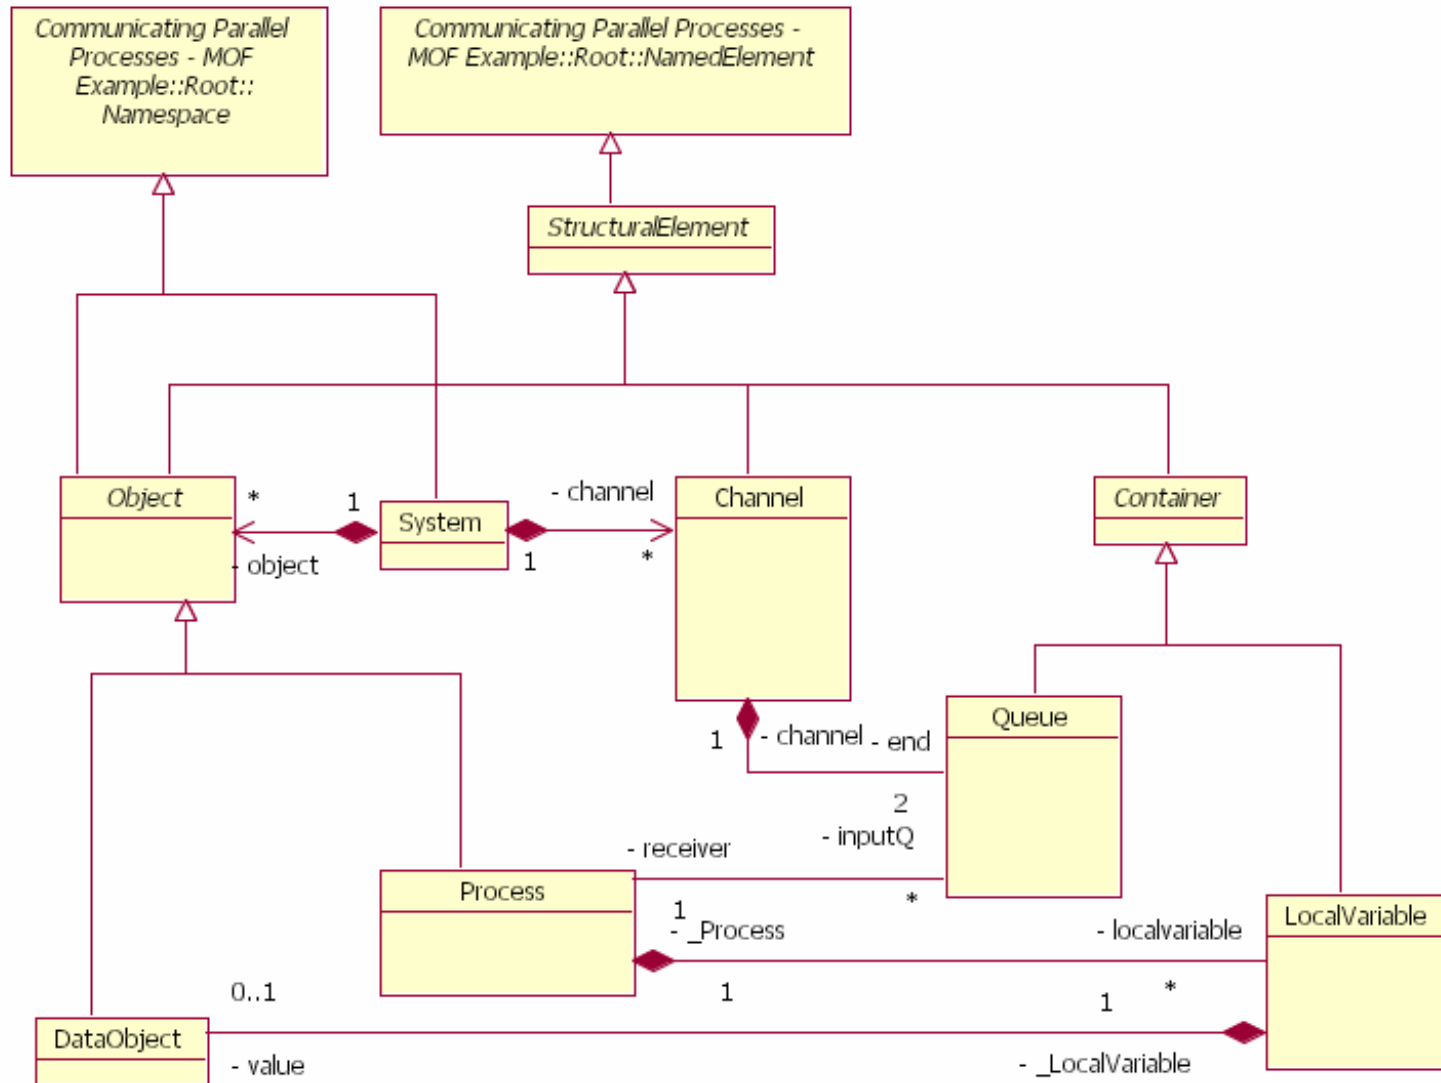 Communicating Parallel
Processes - MOF
Example::Root::
Namespace
Communicating Parallel Processes -
MOF Example::Root::NamedElement
StructuralElement
Object
*
1
- object
System
- channel
1
*
Channel
Container
1
- channel
- end
2
Queue
- inputQ
- receiver
1
*
Process
- _Process
1
- localvariable
*
LocalVariable
0..1
1
DataObject
- value
- _LocalVariable